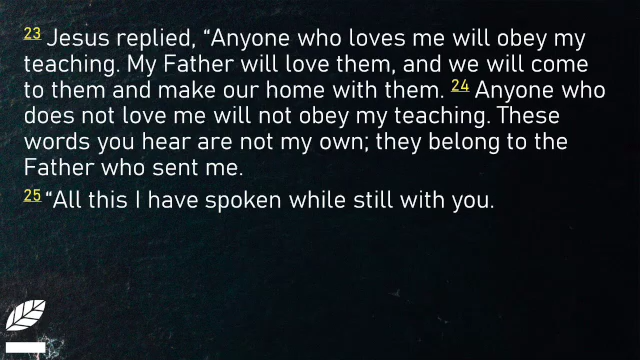 23 Jesus replied, “Anyone who loves me will obey my
teaching. My Father will love them, and we will come
to them and make our home with them. 24 Anyone who
does not love me will not obey my teaching. These
words you hear are not my own; they belong to the
Father who sent me.
25 “All this I have spoken while still with you.